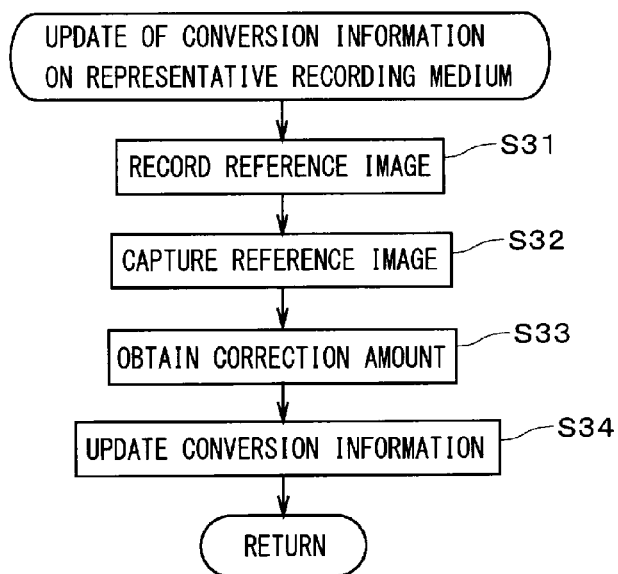 UPDATE OF CONVERSION INFORMATION
ON REPRESENTATIVE RECORDING MEDIUM
RECORD REFERENCE IMAGE
S31
CAPTURE REFERENCE IMAGE
S32
OBTAIN CORRECTION AMOUNT
S33
UPDATE CONVERSION INFORMATION
S34
RETURN